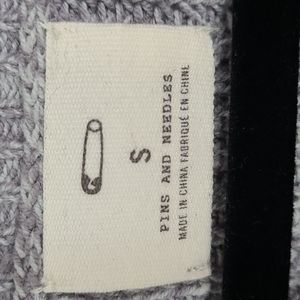 S
PINS AND NEEDLES
MADE IN CHINA FABRIQUÉ EN CHINE